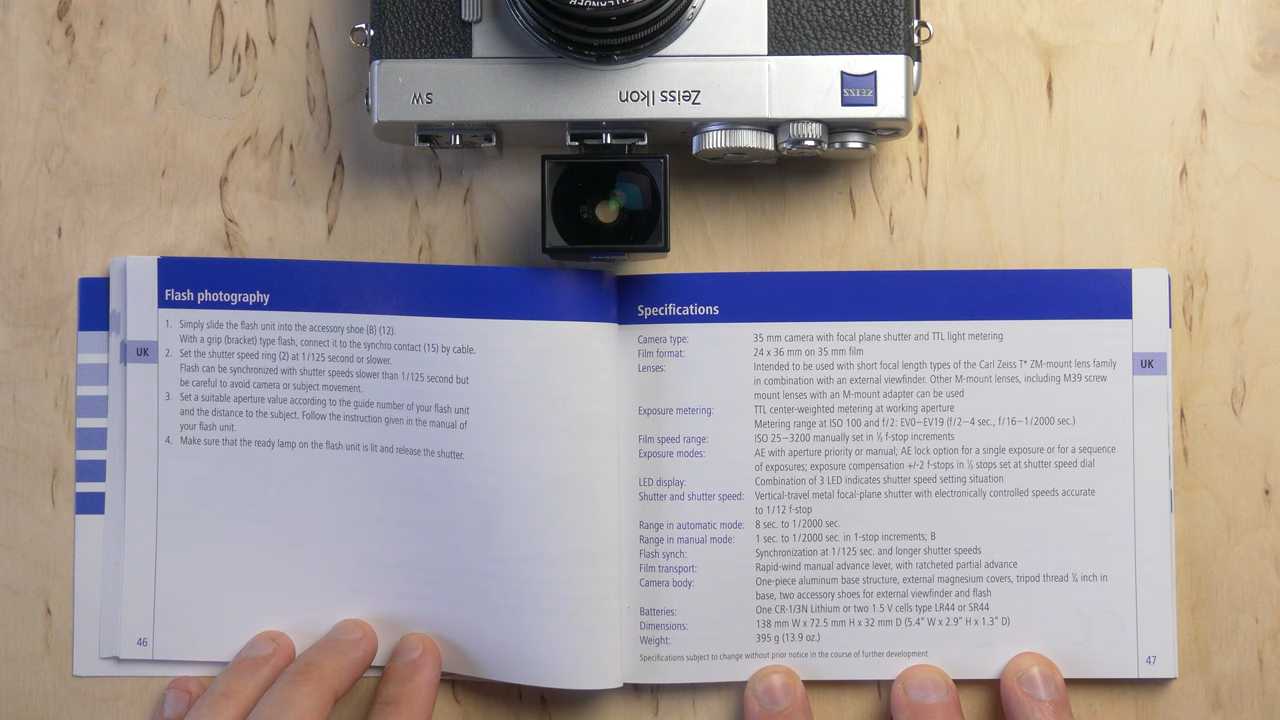 VOIGTLÄNDER
SW
Zeiss Ikon
ZEISS
Flash photography
1. Simply slide the flash unit into the accessory shoe (B) (12).
With a grip (bracket) type flash, connect it to the synchro contact (15) by cable.
2. Set the shutter speed ring (2) at 1/125 second or slower.
Flash can be synchronized with shutter speeds slower than 1/125 second but
be careful to avoid camera or subject movement.
3. Set a suitable aperture value according to the guide number of your flash unit
and the distance to the subject. Follow the instruction given in the manual of
your flash unit.
4. Make sure that the ready lamp on the flash unit is lit and release the shutter.
UK
46
Specifications
Camera type: 35 mm camera with focal plane shutter and TTL light metering
Film format: 24 x 36 mm on 35 mm film
Lenses: Intended to be used with short focal length types of the Carl Zeiss T* ZM-mount lens family
in combination with an external viewfinder. Other M-mount lenses, including M39 screw
mount lenses with an M-mount adapter can be used
Exposure metering: TTL center-weighted metering at working aperture
Metering range at ISO 100 and f/2: EV0–EV19 (f/2–4 sec., f/16–1/2000 sec.)
Film speed range: ISO 25–3200 manually set in ⅓ f-stop increments
Exposure modes: AE with aperture priority or manual; AE lock option for a single exposure or for a sequence
of exposures; exposure compensation +/-2 f-stops in ⅓ stops set at shutter speed dial
LED display: Combination of 3 LED indicates shutter speed setting situation
Shutter and shutter speed: Vertical-travel metal focal-plane shutter with electronically controlled speeds accurate
to 1/12 f-stop
Range in automatic mode: 8 sec. to 1/2000 sec.
Range in manual mode: 1 sec. to 1/2000 sec. in 1-stop increments; B
Flash synch: Synchronization at 1/125 sec. and longer shutter speeds
Film transport: Rapid-wind manual advance lever, with ratcheted partial advance
Camera body: One-piece aluminum base structure, external magnesium covers, tripod thread ¼ inch in
base, two accessory shoes for external viewfinder and flash
Batteries: One CR-1/3N Lithium or two 1.5 V cells type LR44 or SR44
Dimensions: 138 mm W x 72.5 mm H x 32 mm D (5.4” W x 2.9” H x 1.3” D)
Weight: 395 g (13.9 oz.)
Specifications subject to change without prior notice in the course of further development
UK
47